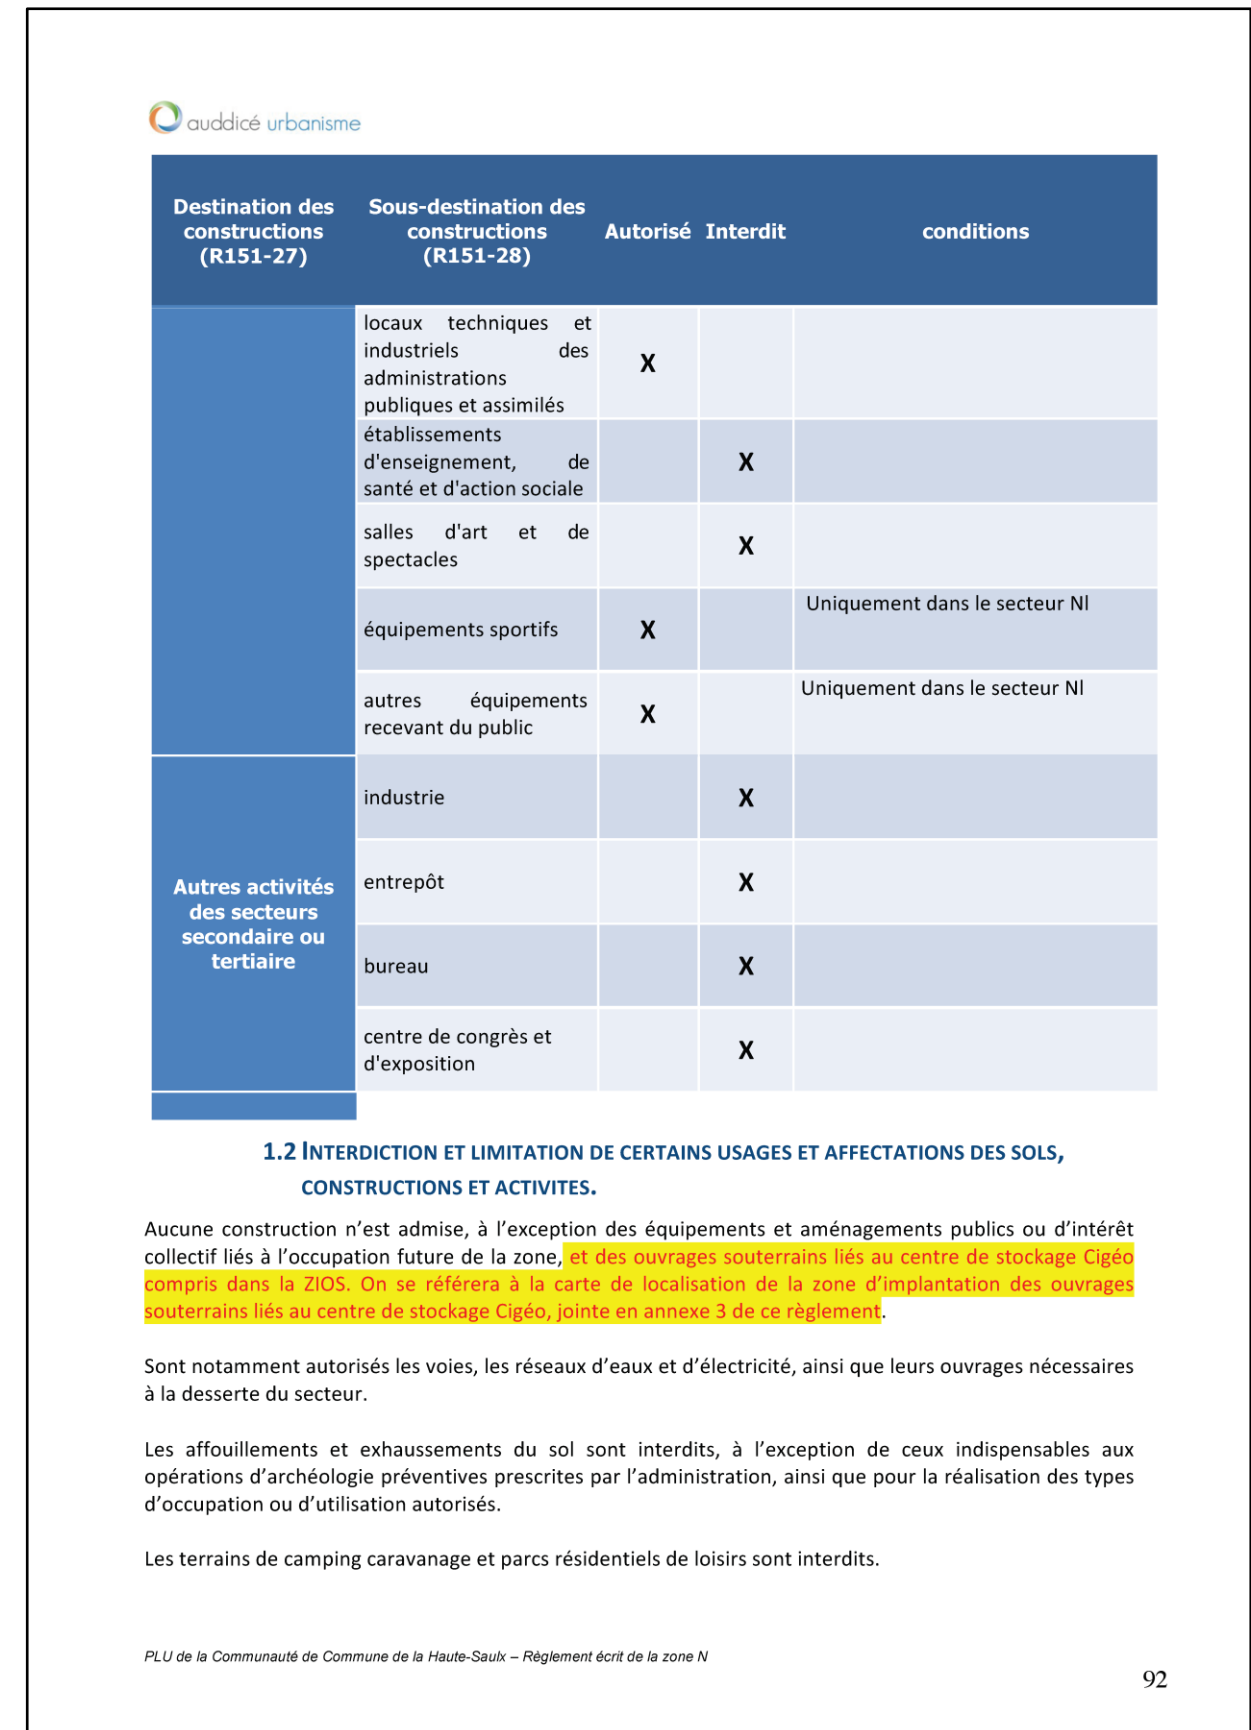 auddicé urbanisme
Destination des
constructions
(R151-27)
Sous-destination des
constructions
(R151-28)
Autorisé
Interdit
conditions
locaux techniques et
industriels des
administrations
publiques et assimilés
X
établissements
d'enseignement, de
santé et d'action sociale
X
salles d'art et de
spectacles
X
équipements sportifs
X
Uniquement dans le secteur Nl
autres équipements
recevant du public
X
Uniquement dans le secteur Nl
Autres activités
des secteurs
secondaire ou
tertiaire
industrie
X
entrepôt
X
bureau
X
centre de congrès et
d'exposition
X
1.2 INTERDICTION ET LIMITATION DE CERTAINS USAGES ET AFFECTATIONS DES SOLS,
CONSTRUCTIONS ET ACTIVITES.
Aucune construction n’est admise, à l’exception des équipements et aménagements publics ou d’intérêt
collectif liés à l’occupation future de la zone, et des ouvrages souterrains liés au centre de stockage Cigéo
compris dans la ZIOS. On se référera à la carte de localisation de la zone d’implantation des ouvrages
souterrains liés au centre de stockage Cigéo, jointe en annexe 3 de ce règlement.
Sont notamment autorisés les voies, les réseaux d’eaux et d’électricité, ainsi que leurs ouvrages nécessaires
à la desserte du secteur.
Les affouillements et exhaussements du sol sont interdits, à l’exception de ceux indispensables aux
opérations d’archéologie préventives prescrites par l’administration, ainsi que pour la réalisation des types
d’occupation ou d’utilisation autorisés.
Les terrains de camping caravanage et parcs résidentiels de loisirs sont interdits.
PLU de la Communauté de Commune de la Haute-Saulx – Règlement écrit de la zone N
92